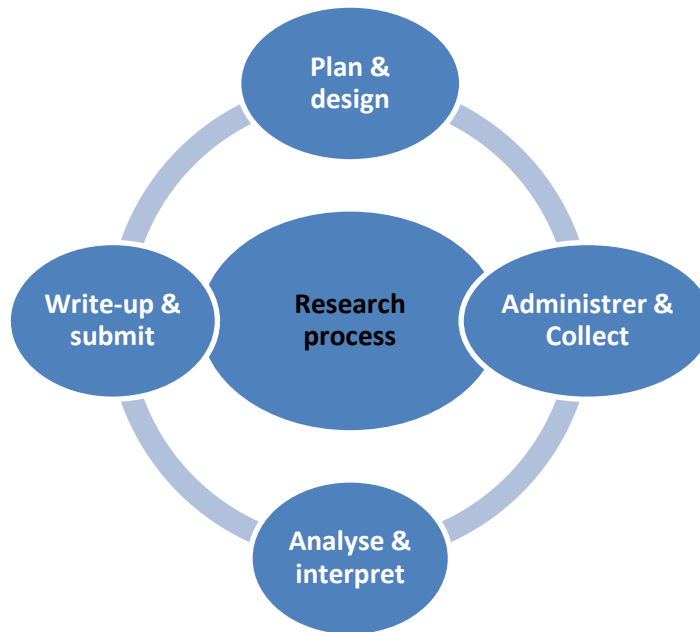 Plan &
design
Write-up &
submit
Research
process
Administrer &
Collect
Analyse &
interpret